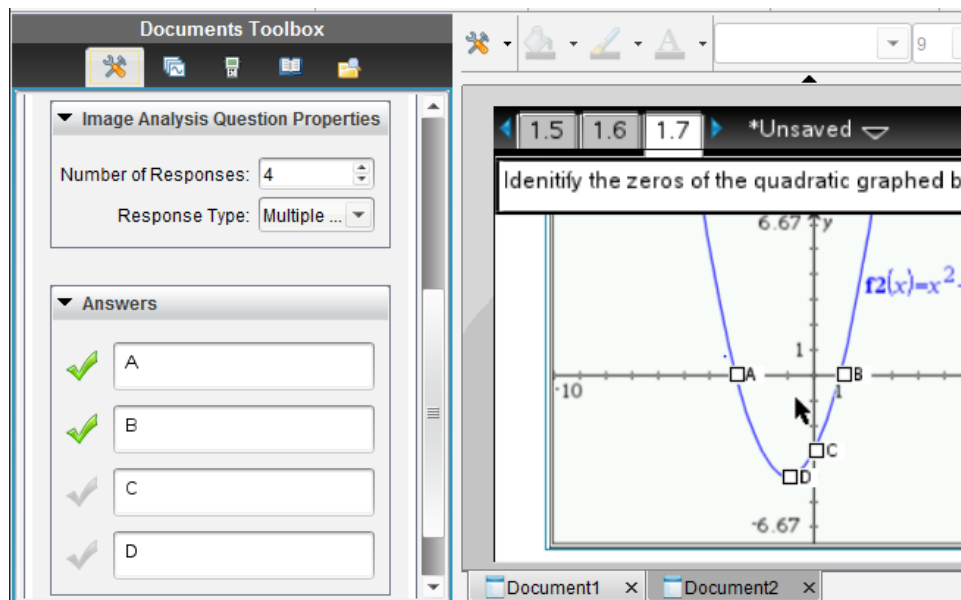 Documents Toolbox
Image Analysis Question Properties
Number of Responses: 4
Response Type: Multiple ...
Answers
A
B
C
D
9
1.5 1.6 1.7 *Unsaved
Idenitify the zeros of the quadratic graphed b
6.67 y
f2(x)=x²-
1
A B
-10 1
C
D
-6.67
Document1 × Document2 ×